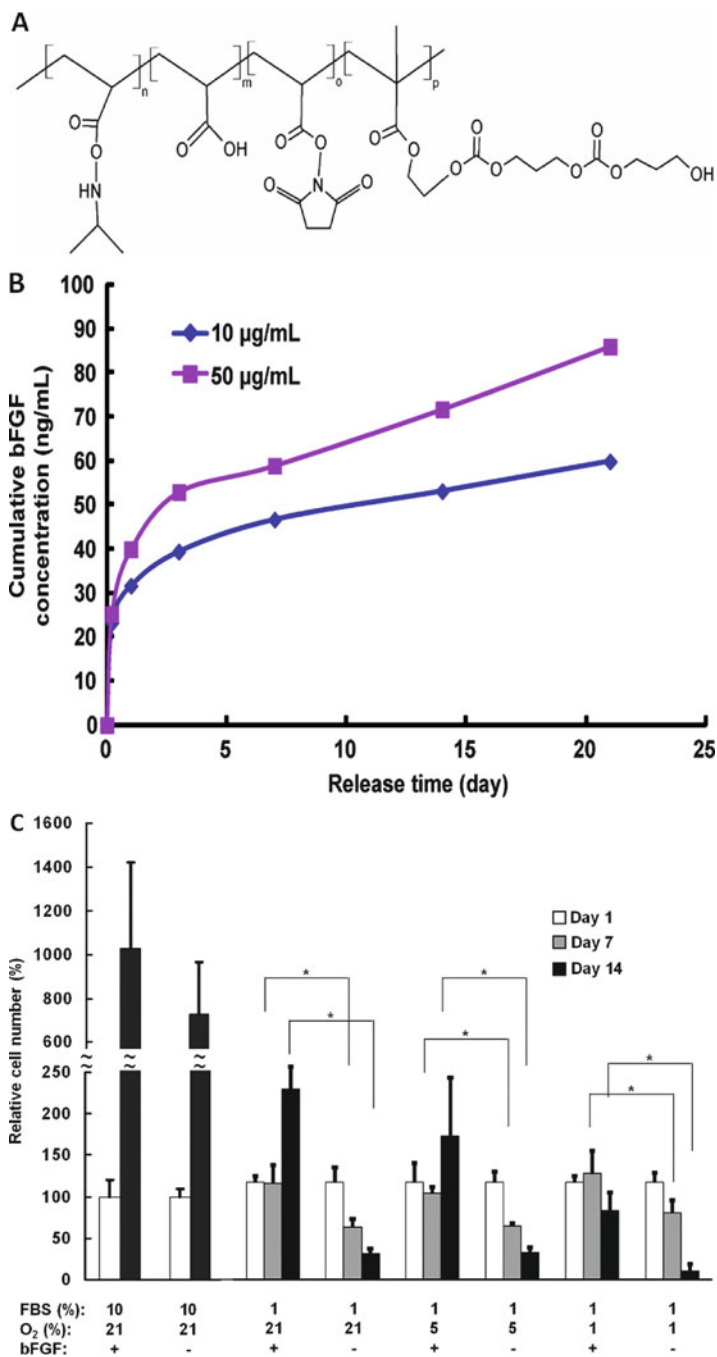 A
n
m
o
p
O
O
O
O
O
O
O
O
O
OH
O
O
O
O
O
O
O
HN
O
N
O
OH
B
Cumulative bFGF
concentration (ng/mL)
100
90
80
70
60
50
40
30
20
10
0
10 µg/mL
50 µg/mL
0 5 10 15 20 25
Release time (day)
C
Relative cell number (%)
1600
1400
1200
1000
800
600
≈ ≈ ≈ ≈
250
200
150
100
50
0
Day 1
Day 7
Day 14
* * * * * *
FBS (%): 10 10 1 1 1 1 1 1
O2 (%): 21 21 21 21 5 5 1 1
bFGF: + - + - + - + -